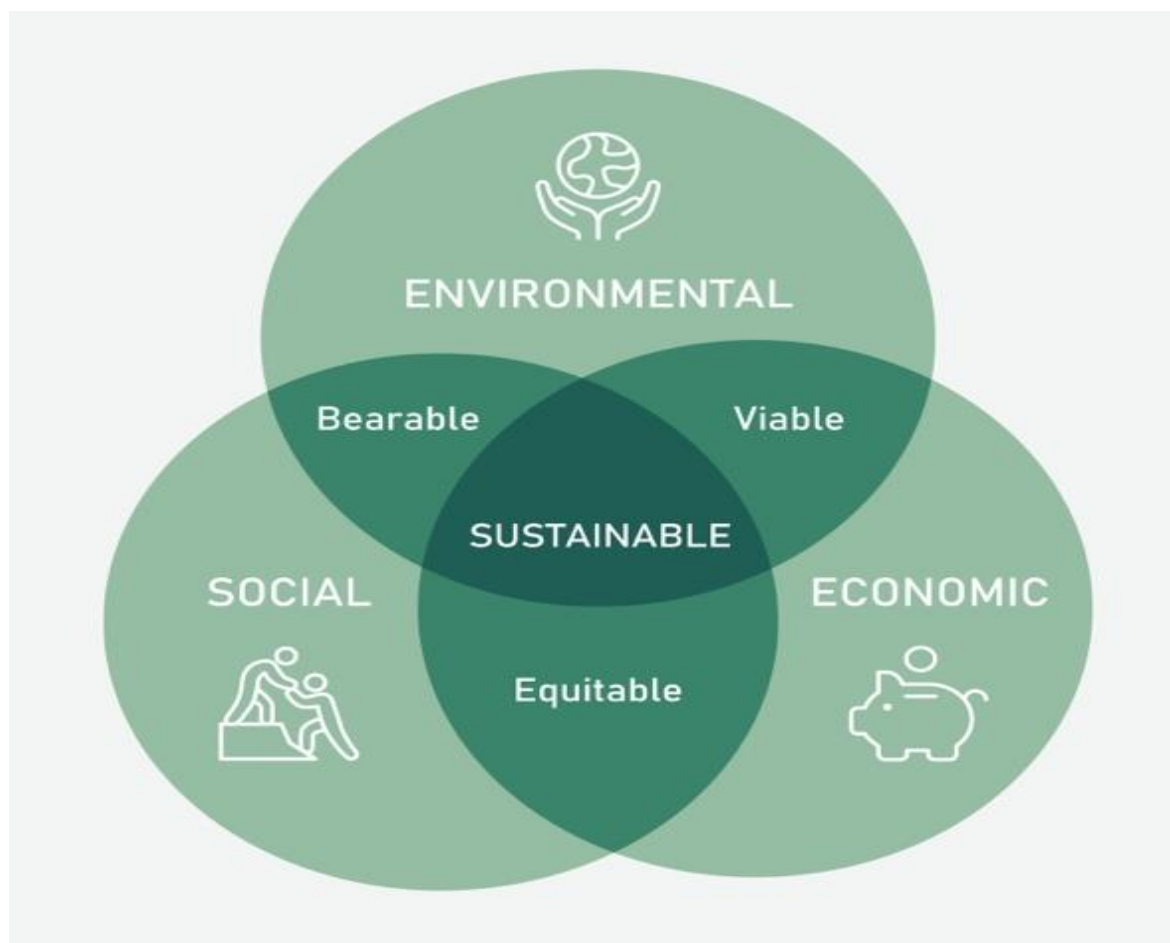 ENVIRONMENTAL
Bearable
Viable
SUSTAINABLE
SOCIAL
ECONOMIC
Equitable